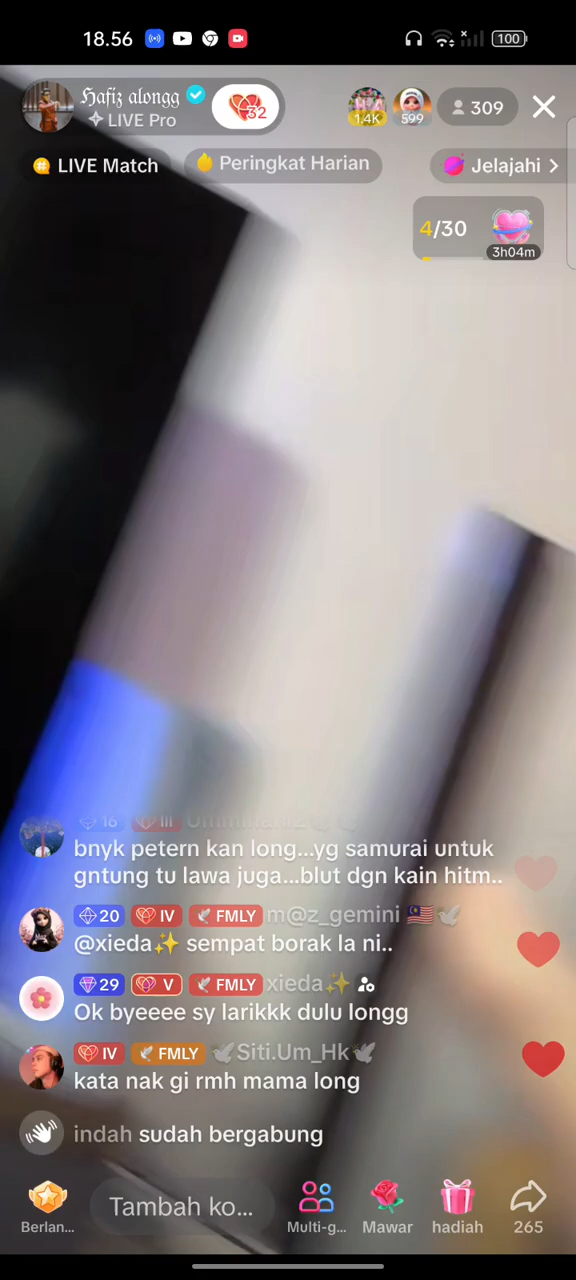 18.56
100
Hafiz alongg
LIVE Pro
32
1.4K
599
309
LIVE Match
Peringkat Harian
Jelajahi
4/30
3h04m
16
III
bnyk petern kan long...yg samurai untuk
gntung tu lawa juga...blut dgn kain hitm..
20 IV FMLY m@z_gemini 🇲🇾🕊
@xieda✨ sempat borak la ni..
29 V FMLY xieda✨
Ok byeeee sy larikkk dulu longg
IV FMLY 🕊Siti.Um_Hk🕊
kata nak gi rmh mama long
indah sudah bergabung
Berlan...
Tambah ko...
Multi-g...
Mawar
hadiah
265